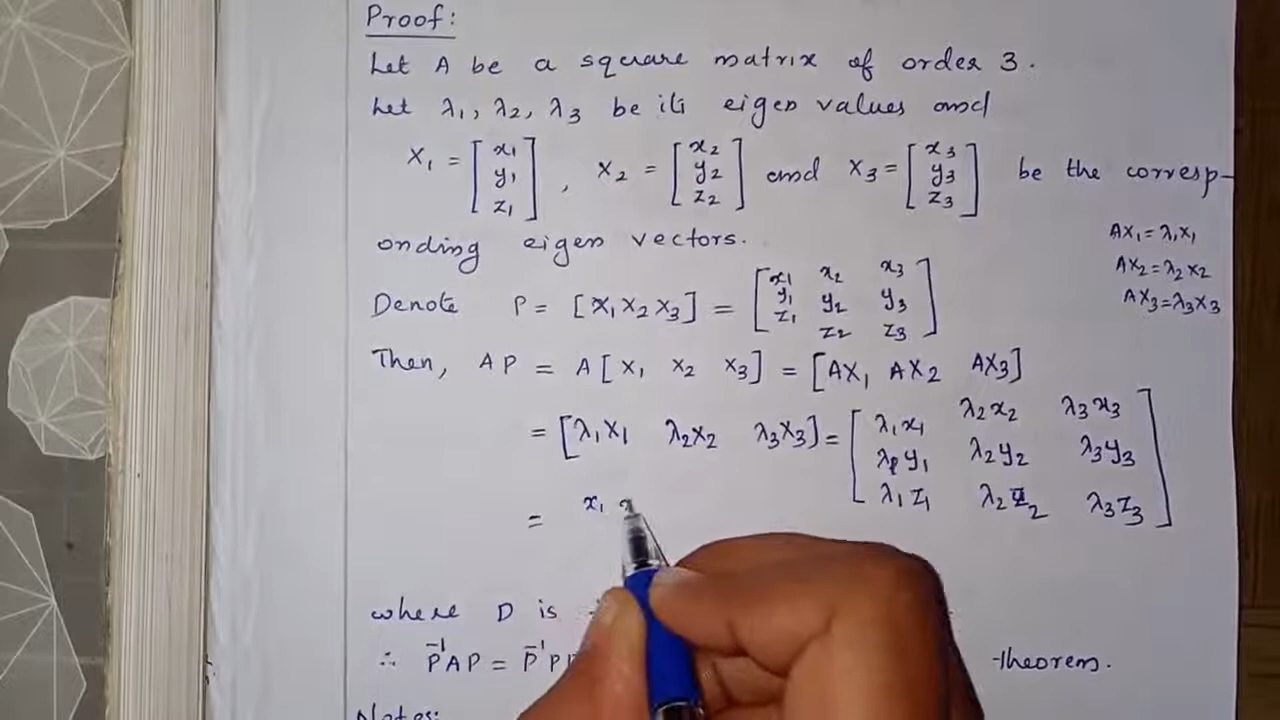 Proof:
Let A be a square matrix of order 3.
Let λ₁, λ₂, λ₃ be its eigen values and
X₁ = [x₁ y₁ z₁], X₂ = [x₂ y₂ z₂] and X₃ = [x₃ y₃ z₃] be the corresp-
onding eigen vectors.
AX₁ = λ₁X₁
AX₂ = λ₂X₂
AX₃ = λ₃X₃
Denote P = [X₁ X₂ X₃] = [x₁ x₂ x₃
y₁ y₂ y₃
z₁ z₂ z₃]
Then, AP = A[X₁ X₂ X₃] = [AX₁ AX₂ AX₃]
= [λ₁X₁ λ₂X₂ λ₃X₃] = [λ₁x₁ λ₂x₂ λ₃x₃
λ₁y₁ λ₂y₂ λ₃y₃
λ₁z₁ λ₂z₂ λ₃z₃]
= x₁
where D is
∴ P⁻¹AP = P⁻¹P theorem.
Notes: